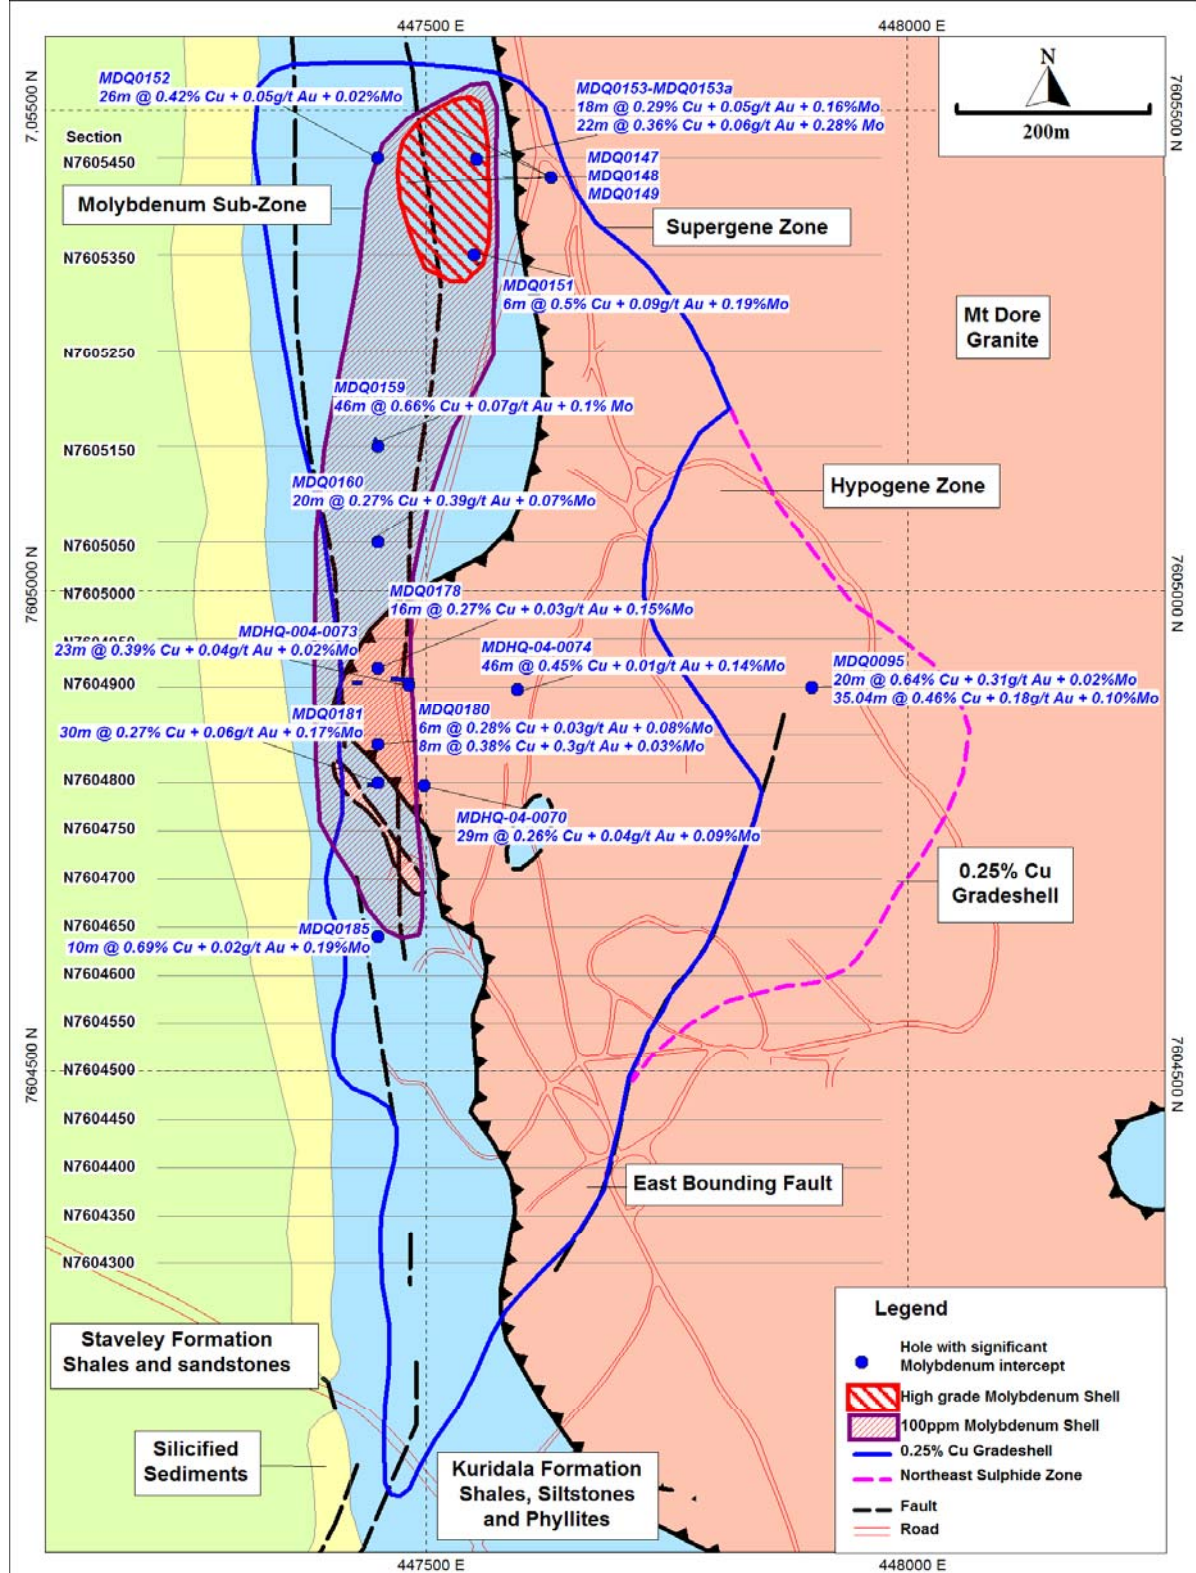 447500 E
448000 E
7,05500 N
7605500 N
N
200m
MDQ0152
26m @ 0.42% Cu + 0.05g/t Au + 0.02%Mo
MDQ0153-MDQ0153a
18m @ 0.29% Cu + 0.05g/t Au + 0.16%Mo
22m @ 0.36% Cu + 0.06g/t Au + 0.28% Mo
Section
N7605450
MDQ0147
MDQ0148
MDQ0149
Molybdenum Sub-Zone
Supergene Zone
N7605350
MDQ0151
6m @ 0.5% Cu + 0.09g/t Au + 0.19%Mo
Mt Dore
Granite
N7605250
MDQ0159
46m @ 0.66% Cu + 0.07g/t Au + 0.1% Mo
N7605150
MDQ0160
20m @ 0.27% Cu + 0.39g/t Au + 0.07%Mo
Hypogene Zone
N7605050
7605000 N
N7605000
7605000 N
MDQ0178
16m @ 0.27% Cu + 0.03g/t Au + 0.15%Mo
N7604950
MDHQ-004-0073
23m @ 0.39% Cu + 0.04g/t Au + 0.02%Mo
MDHQ-04-0074
46m @ 0.45% Cu + 0.01g/t Au + 0.14%Mo
MDQ0095
20m @ 0.64% Cu + 0.31g/t Au + 0.02%Mo
35.04m @ 0.46% Cu + 0.18g/t Au + 0.10%Mo
N7604900
MDQ0181
30m @ 0.27% Cu + 0.06g/t Au + 0.17%Mo
MDQ0180
6m @ 0.28% Cu + 0.03g/t Au + 0.08%Mo
8m @ 0.38% Cu + 0.3g/t Au + 0.03%Mo
N7604800
MDHQ-04-0070
29m @ 0.26% Cu + 0.04g/t Au + 0.09%Mo
N7604750
N7604700
0.25% Cu
Gradeshell
N7604650
MDQ0185
10m @ 0.69% Cu + 0.02g/t Au + 0.19%Mo
N7604600
N7604550
7604500 N
N7604500
7604500 N
N7604450
N7604400
East Bounding Fault
N7604350
N7604300
Staveley Formation
Shales and sandstones
Silicified
Sediments
Kuridala Formation
Shales, Siltstones
and Phyllites
Legend
Hole with significant
Molybdenum intercept
High grade Molybdenum Shell
100ppm Molybdenum Shell
0.25% Cu Gradeshell
Northeast Sulphide Zone
Fault
Road
447500 E
448000 E